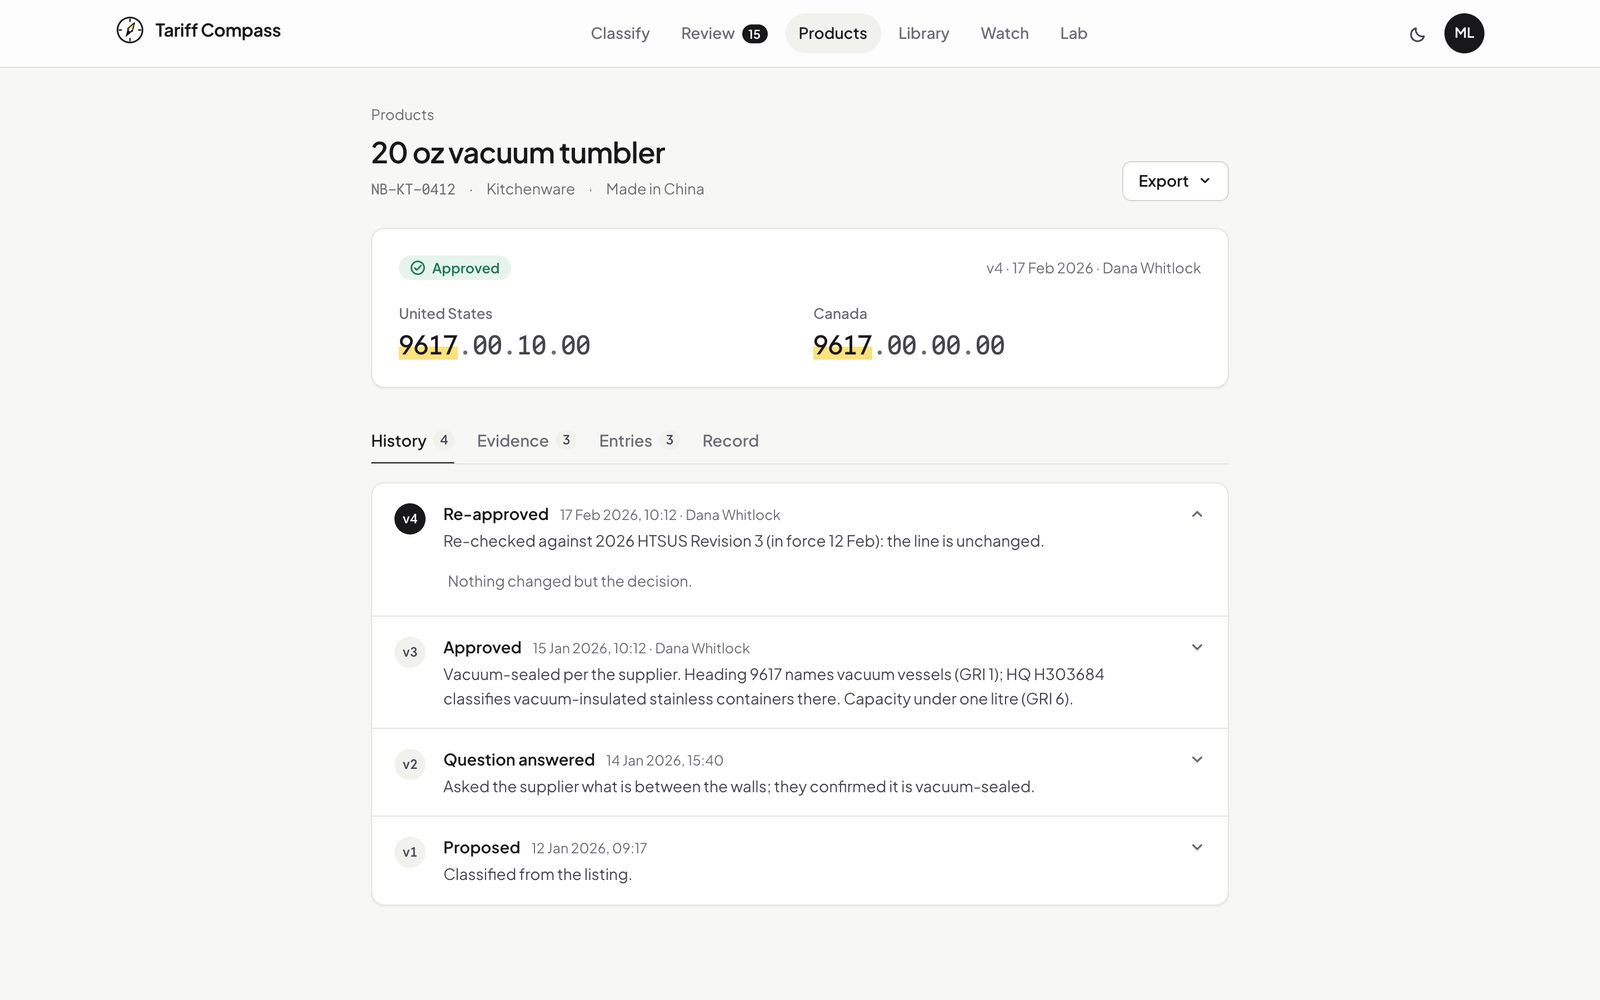 Tariff Compass
Classify Review 15 Products Library Watch Lab
ML
Products
20 oz vacuum tumbler
NB-KT-0412 · Kitchenware · Made in China
Export
Approved
v4 · 17 Feb 2026 · Dana Whitlock
United States
9617.00.10.00
Canada
9617.00.00.00
History 4 Evidence 3 Entries 3 Record
v4 Re-approved 17 Feb 2026, 10:12 · Dana Whitlock
Re-checked against 2026 HTSUS Revision 3 (in force 12 Feb): the line is unchanged.
Nothing changed but the decision.
v3 Approved 15 Jan 2026, 10:12 · Dana Whitlock
Vacuum-sealed per the supplier. Heading 9617 names vacuum vessels (GRI 1); HQ H303684
classifies vacuum-insulated stainless containers there. Capacity under one litre (GRI 6).
v2 Question answered 14 Jan 2026, 15:40
Asked the supplier what is between the walls; they confirmed it is vacuum-sealed.
v1 Proposed 12 Jan 2026, 09:17
Classified from the listing.